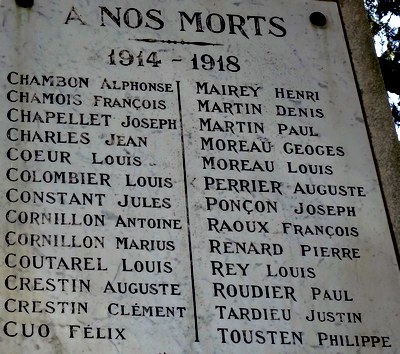 A NOS MORTS
1914 - 1918
CHAMBON ALPHONSE
CHAMOIS FRANÇOIS
CHAPELLET JOSEPH
CHARLES JEAN
COEUR LOUIS
COLOMBIER LOUIS
CONSTANT JULES
CORNILLON ANTOINE
CORNILLON MARIUS
COUTAREL LOUIS
CRESTIN AUGUSTE
CRESTIN CLÉMENT
CUO FÉLIX
MAIREY HENRI
MARTIN DENIS
MARTIN PAUL
MOREAU GEOGES
MOREAU LOUIS
PERRIER AUGUSTE
PONÇON JOSEPH
RAOUX FRANÇOIS
RENARD PIERRE
REY LOUIS
ROUDIER PAUL
TARDIEU JUSTIN
TOUSTEN PHILIPPE